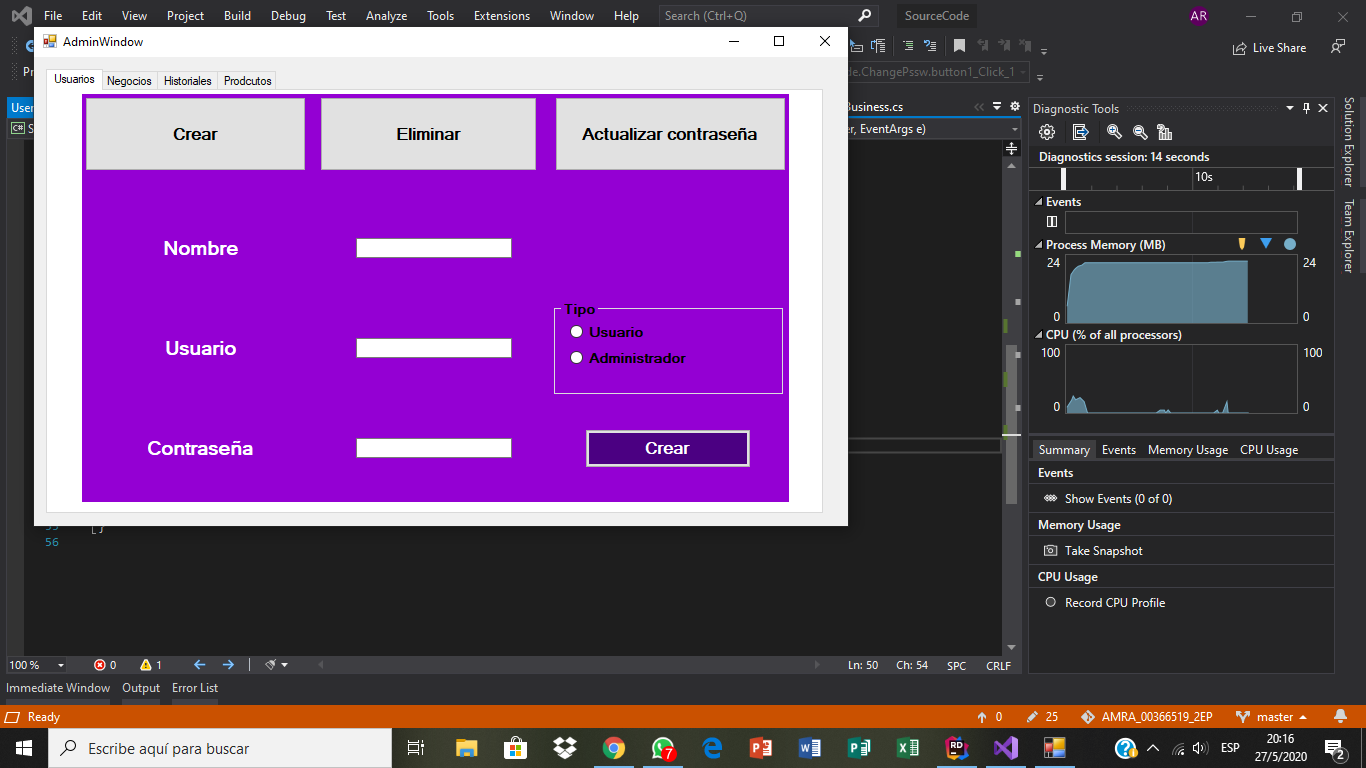 File Edit View Project Build Debug Test Analyze Tools Extensions Window Help Search (Ctrl+Q) SourceCode AR
Live Share
AdminWindow
Usuarios Negocios Historiales Prodcutos
Crear Eliminar Actualizar contraseña
Nombre
Usuario
Contraseña
Tipo
Usuario
Administrador
Crear
de.ChangePssw.button1_Click_1
User
Business.cs
er, EventArgs e)
56
100 % 0 1 Ln: 50 Ch: 54 SPC CRLF
Diagnostic Tools
Diagnostics session: 14 seconds
10s
Events
Process Memory (MB)
24 24
0 0
CPU (% of all processors)
100 100
0 0
Summary Events Memory Usage CPU Usage
Events
Show Events (0 of 0)
Memory Usage
Take Snapshot
CPU Usage
Record CPU Profile
Solution Explorer
Team Explorer
Immediate Window Output Error List
Ready 0 25 AMRA_00366519_2EP master
Escribe aquí para buscar 7 RD ESP 20:16
27/5/2020 2